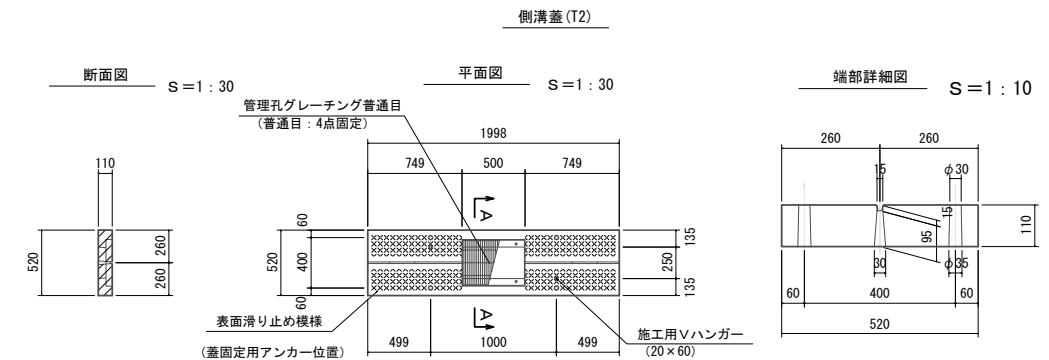 側溝蓋(T2)
断面図 S=1：30
110
520
260
260
平面図 S=1：30
管理孔グレーチング普通目
(普通目：4点固定)
1998
749 500 749
A
60
400
60
520
135
250
135
A
表面滑り止め模様
(蓋固定用アンカー位置)
499 1000 499
施工用Vハンガー
(20×60)
端部詳細図 S=1：10
260 260
15 φ30
15
95
110
30 φ35
60 400 60
520